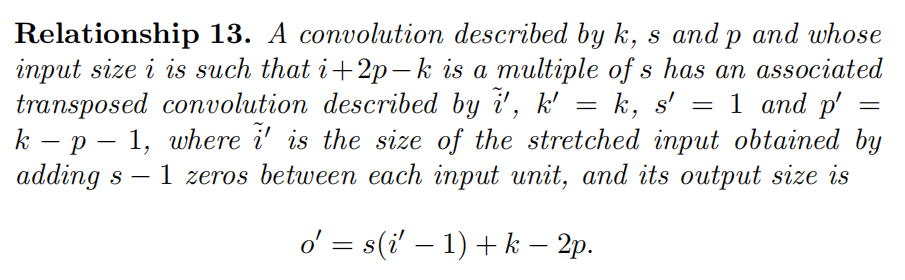 Relationship 13. A convolution described by k, s and p and whose
input size i is such that i+2p−k is a multiple of s has an associated
transposed convolution described by ĩ′, k′ = k, s′ = 1 and p′ =
k − p − 1, where ĩ′ is the size of the stretched input obtained by
adding s − 1 zeros between each input unit, and its output size is
o′ = s(i′ − 1) + k − 2p.